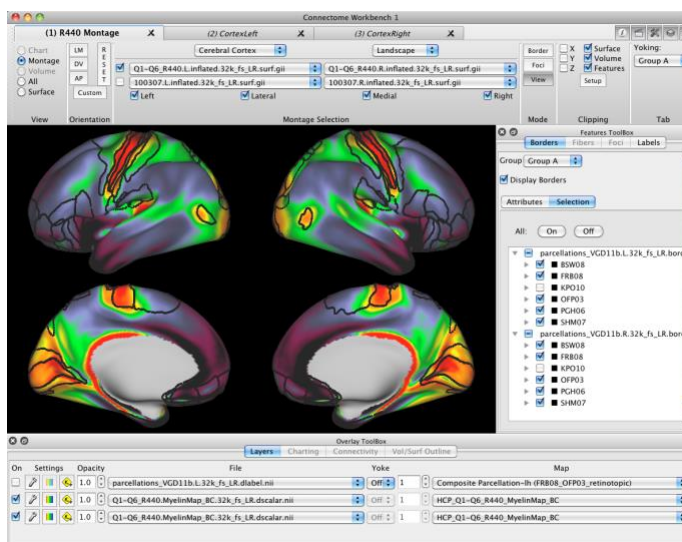 Connectome Workbench 1
(1) R440 Montage X (2) CortexLeft X (3) CortexRight X
Chart
Montage
Volume
All
Surface
View
LM
DV
AP
Custom
RESET
Orientation
Cerebral Cortex Landscape
Q1-Q6_R440.L.inflated.32k_fs_LR.surf.gii Q1-Q6_R440.R.inflated.32k_fs_LR.surf.gii
100307.L.inflated.32k_fs_LR.surf.gii 100307.R.inflated.32k_fs_LR.surf.gii
Left Lateral Medial Right
Montage Selection
Border
Foci
View
Mode
X Surface
Y Volume
Z Features
Setup
Clipping
Yoking:
Group A
Tab
Features ToolBox
Borders Fibers Foci Labels
Group Group A
Display Borders
Attributes Selection
All: On Off
parcellations_VGD11b.L.32k_fs_LR.bor
BSW08
FRB08
KPO10
OFP03
PGH06
SHM07
parcellations_VGD11b.R.32k_fs_LR.bor
BSW08
FRB08
KPO10
OFP03
PGH06
SHM07
Overlay ToolBox
Layers Charting Connectivity Vol/Surf Outline
On Settings Opacity File Yoke Map
1.0 parcellations_VGD11b.L.32k_fs_LR.dlabel.nii Off 1 Composite Parcellation-lh (FRB08_OFP03_retinotopic)
1.0 Q1-Q6_R440.MyelinMap_BC.32k_fs_LR.dscalar.nii Off 1 HCP_Q1-Q6_R440_MyelinMap_BC
1.0 Q1-Q6_R440.MyelinMap_BC.32k_fs_LR.dscalar.nii Off 1 HCP_Q1-Q6_R440_MyelinMap_BC